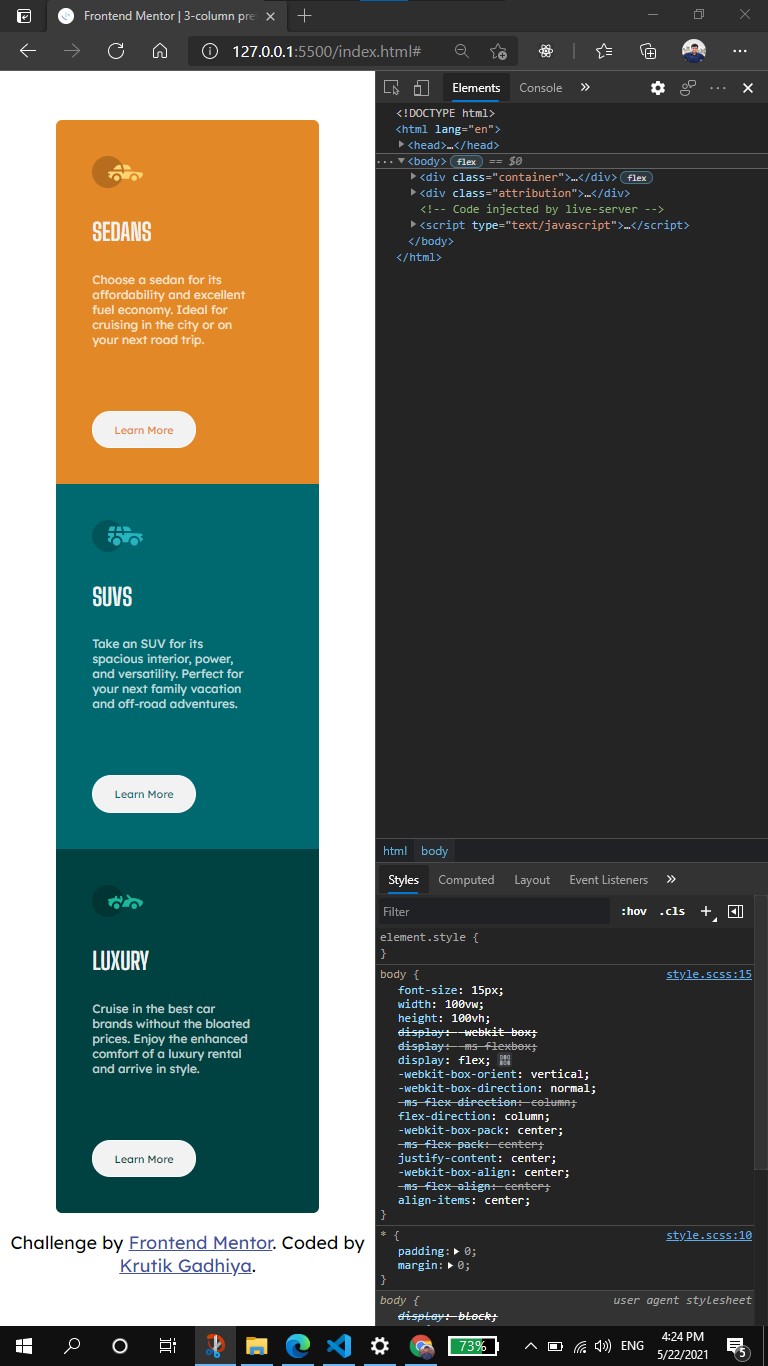 Frontend Mentor | 3-column pre
127.0.0.1:5500/index.html#
SEDANS
Choose a sedan for its
affordability and excellent
fuel economy. Ideal for
cruising in the city or on
your next road trip.
Learn More
SUVS
Take an SUV for its
spacious interior, power,
and versatility. Perfect for
your next family vacation
and off-road adventures.
Learn More
LUXURY
Cruise in the best car
brands without the bloated
prices. Enjoy the enhanced
comfort of a luxury rental
and arrive in style.
Learn More
Challenge by Frontend Mentor. Coded by
Krutik Gadhiya.
Elements Console »
<!DOCTYPE html>
<html lang="en">
<head>…</head>
<body> flex == $0
<div class="container">…</div> flex
<div class="attribution">…</div>
<!-- Code injected by live-server -->
<script type="text/javascript">…</script>
</body>
</html>
html body
Styles Computed Layout Event Listeners »
Filter :hov .cls +
element.style {
}
body { style.scss:15
font-size: 15px;
width: 100vw;
height: 100vh;
display: -webkit-box;
display: -ms-flexbox;
display: flex;
-webkit-box-orient: vertical;
-webkit-box-direction: normal;
-ms-flex-direction: column;
flex-direction: column;
-webkit-box-pack: center;
-ms-flex-pack: center;
justify-content: center;
-webkit-box-align: center;
-ms-flex-align: center;
align-items: center;
}
* { style.scss:10
padding: 0;
margin: 0;
}
body { user agent stylesheet
display: block;
73% ENG 4:24 PM
5/22/2021 5